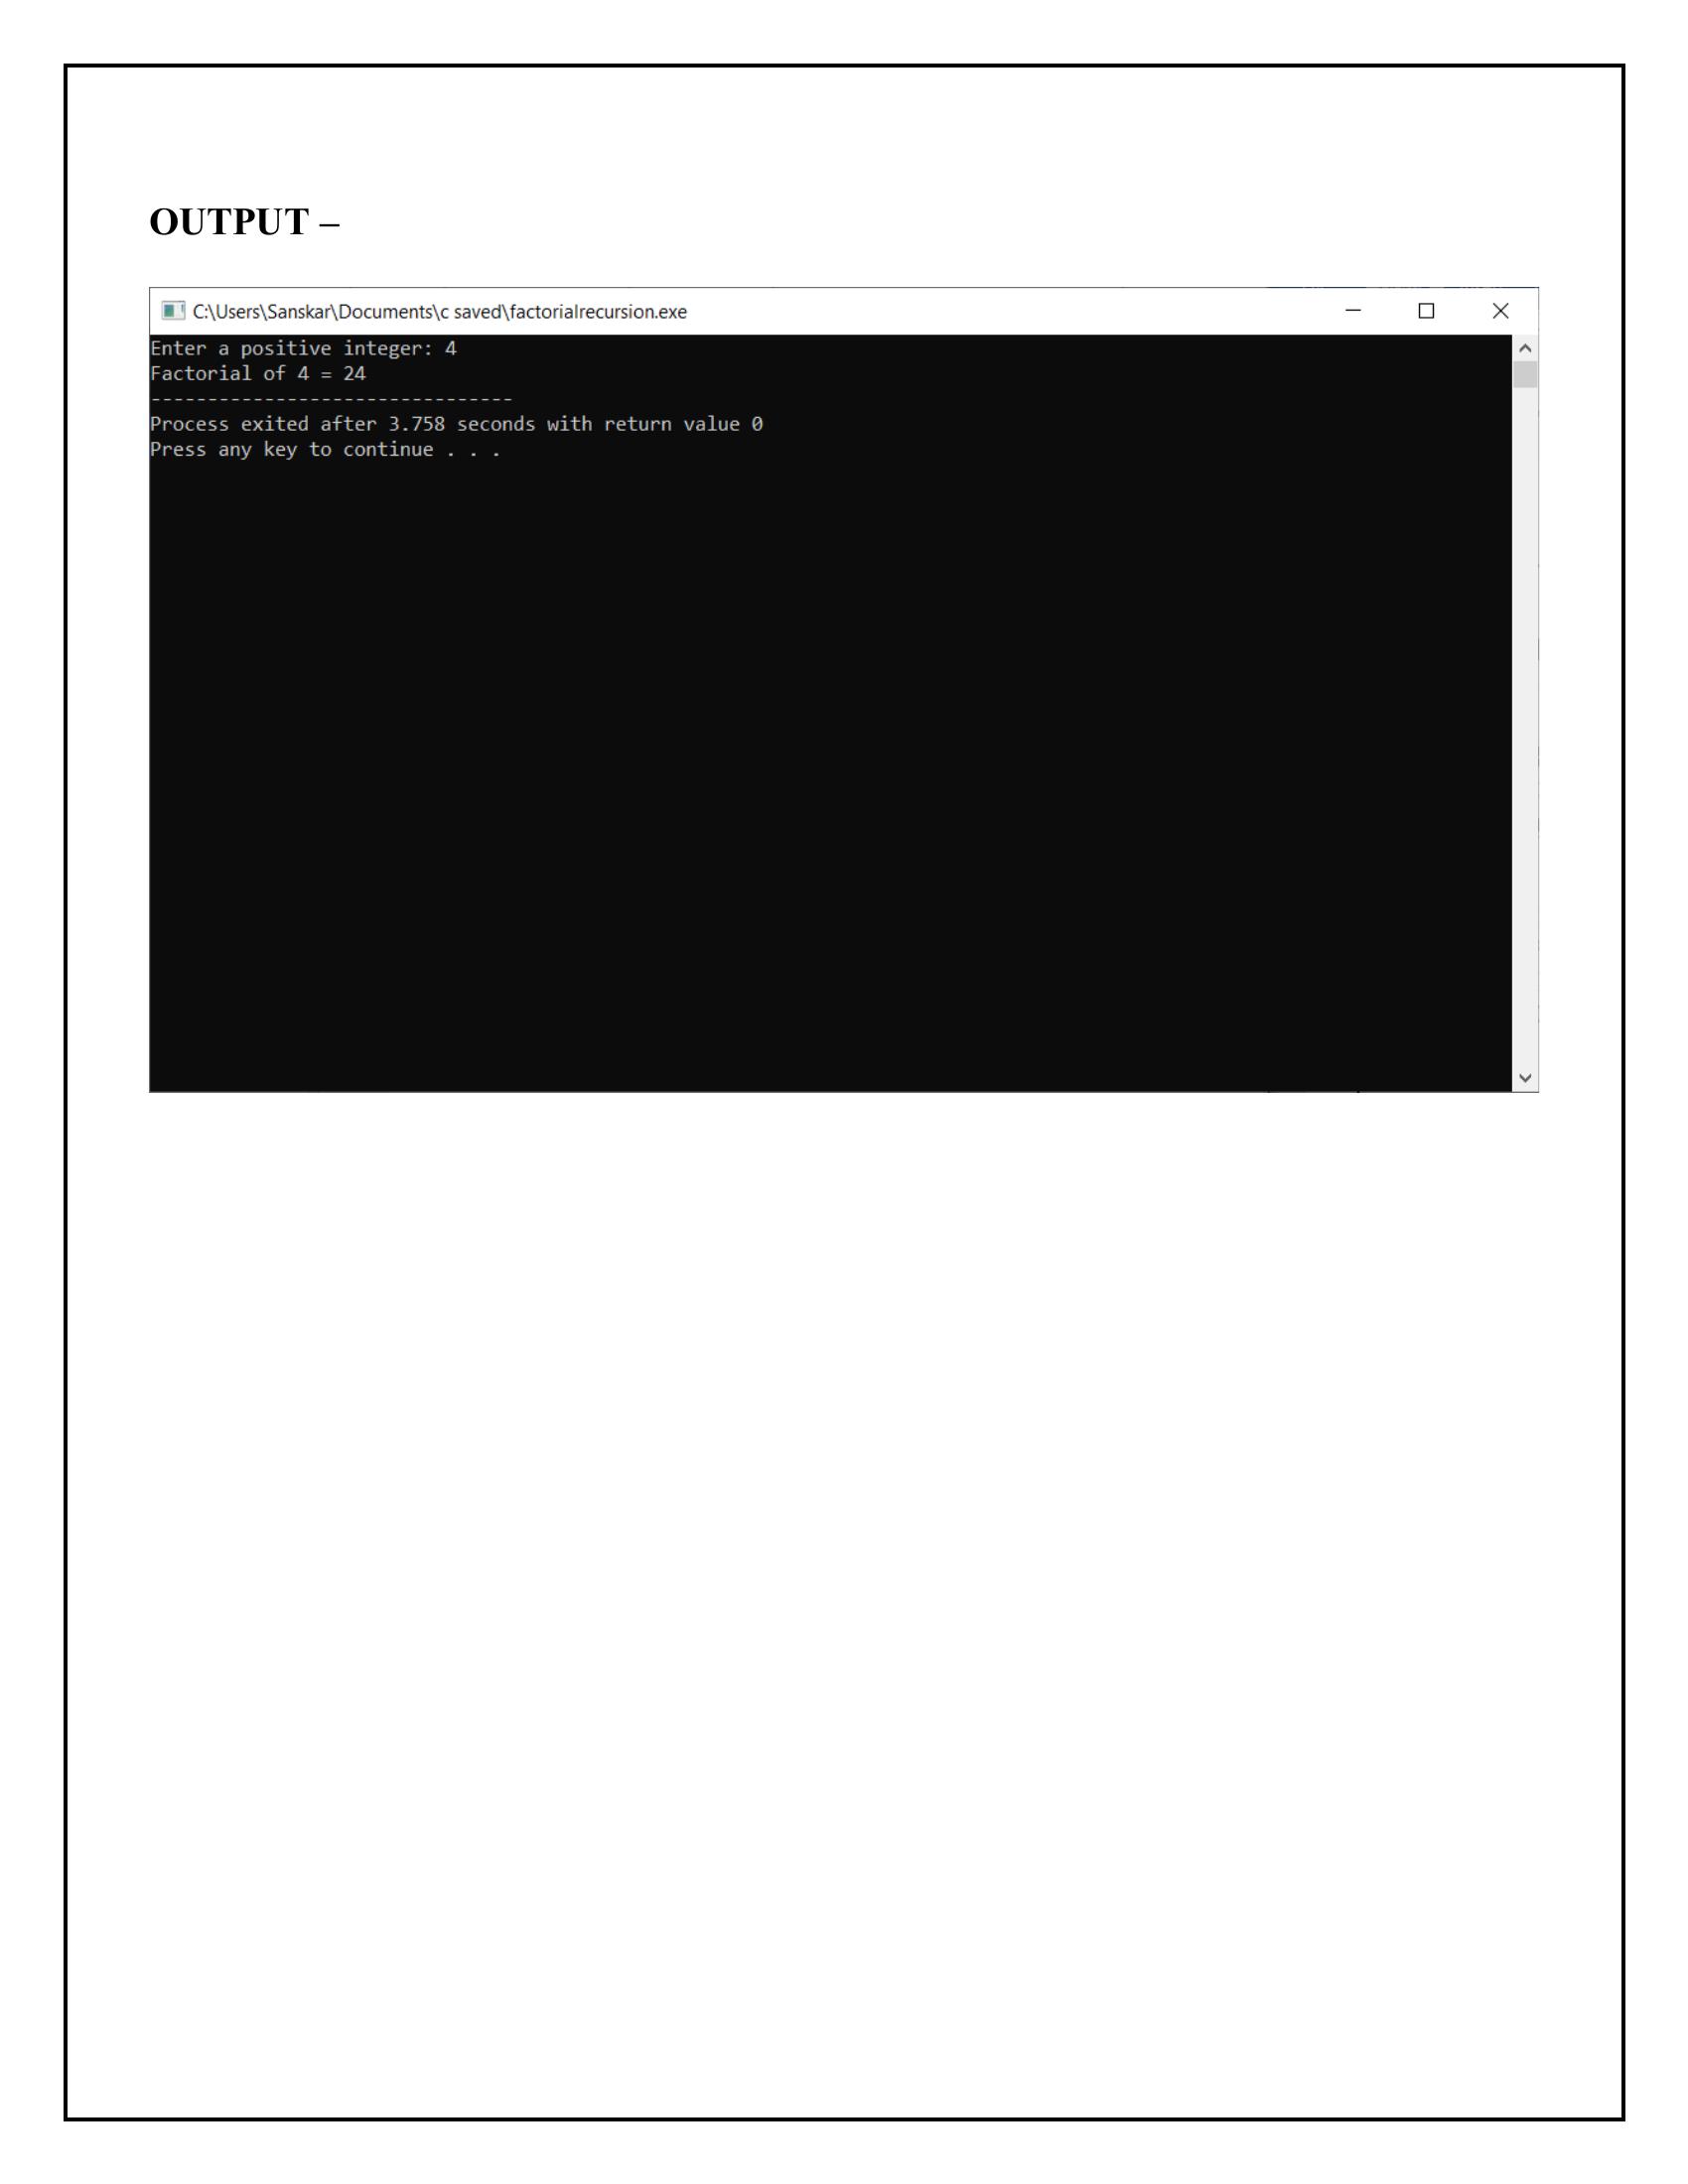 OUTPUT –
C:\Users\Sanskar\Documents\c saved\factorialrecursion.exe
Enter a positive integer: 4
Factorial of 4 = 24
--------------------------------
Process exited after 3.758 seconds with return value 0
Press any key to continue . . .